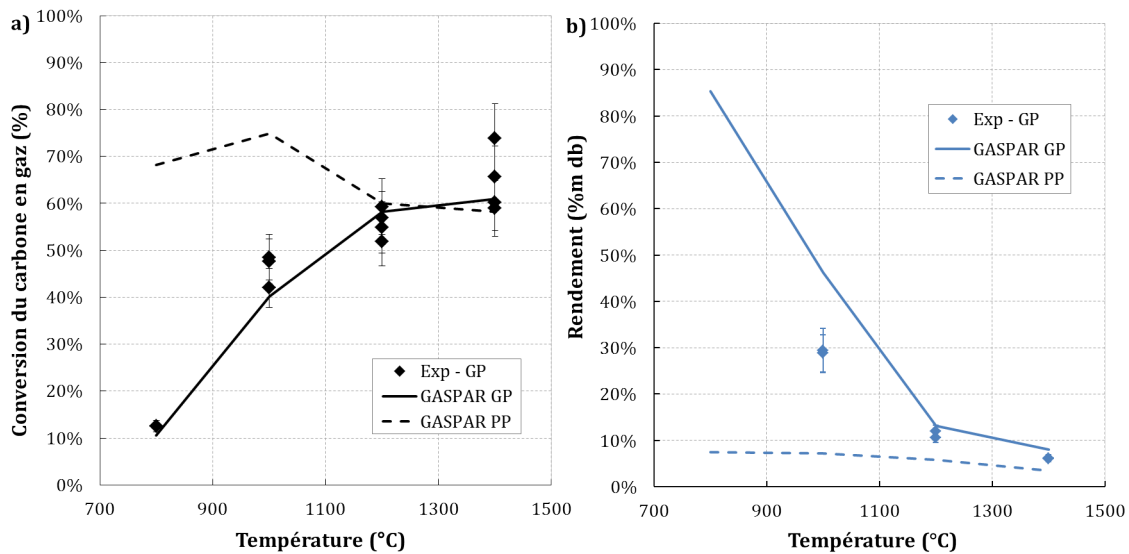 a)
Conversion du carbone en gaz (%)
100%
90%
80%
70%
60%
50%
40%
30%
20%
10%
0%
Exp - GP
GASPAR GP
GASPAR PP
700
900
1100
1300
1500
Température (°C)
b)
Rendement (%m db)
100%
90%
80%
70%
60%
50%
40%
30%
20%
10%
0%
Exp - GP
GASPAR GP
GASPAR PP
700
900
1100
1300
1500
Température (°C)